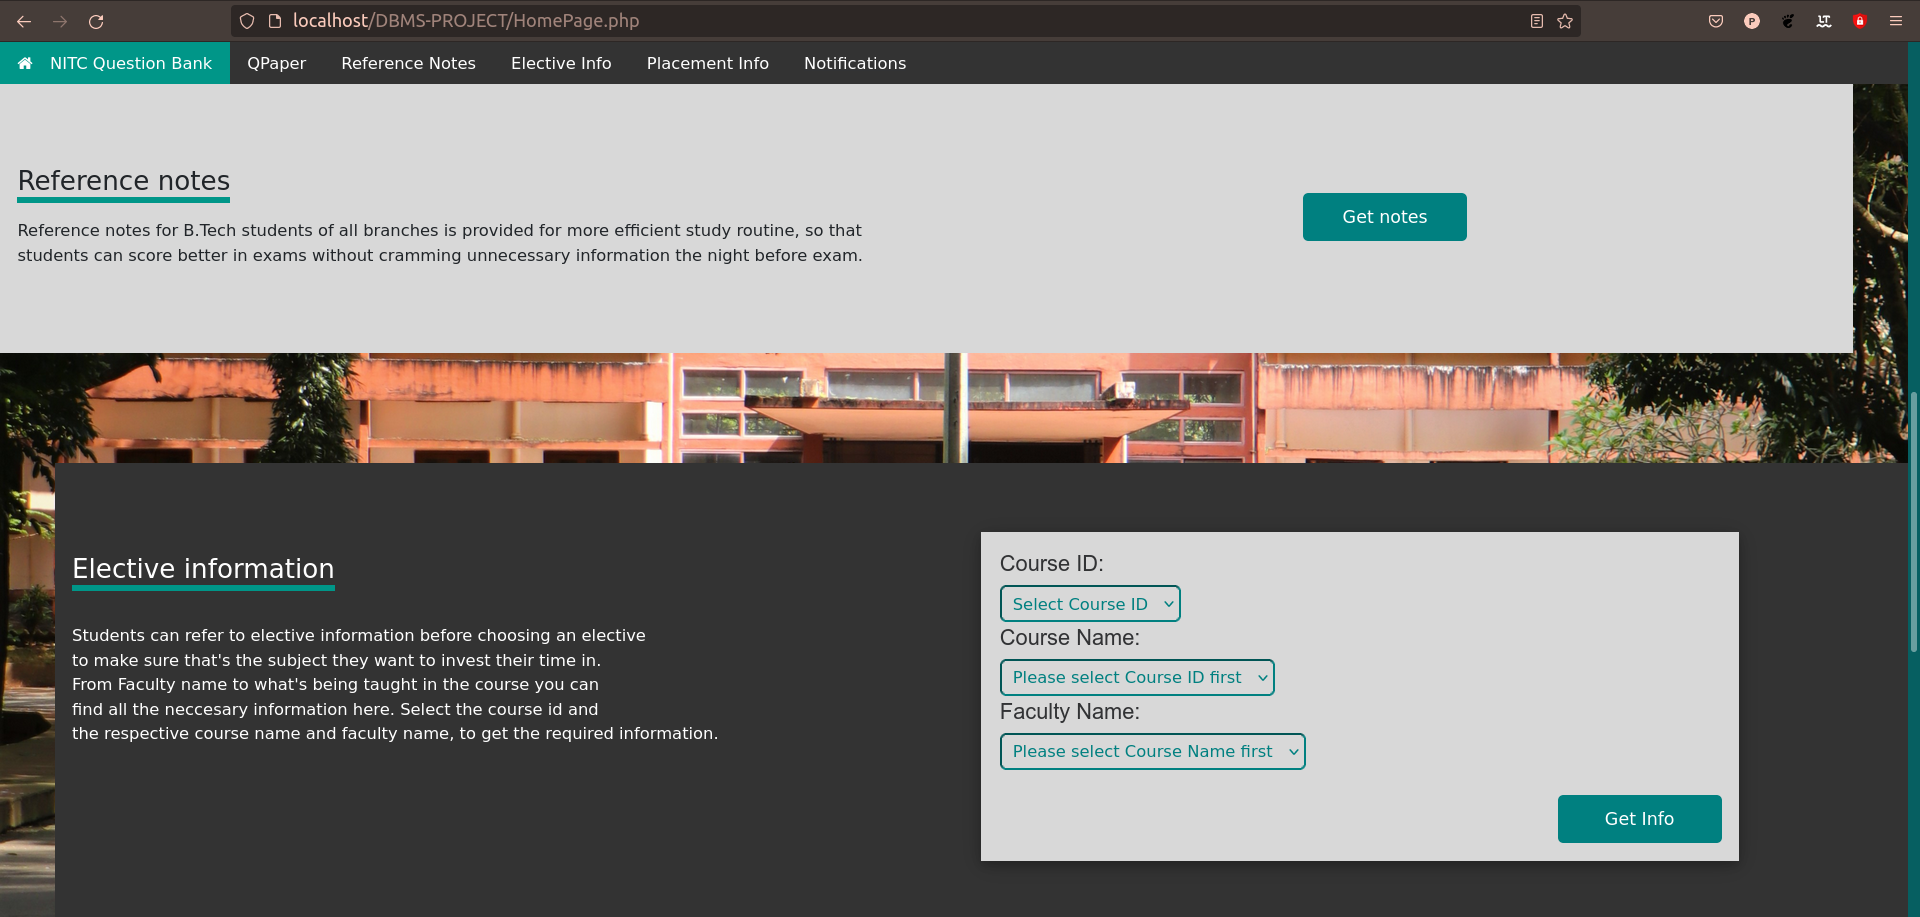 localhost/DBMS-PROJECT/HomePage.php
NITC Question Bank QPaper Reference Notes Elective Info Placement Info Notifications
Reference notes
Reference notes for B.Tech students of all branches is provided for more efficient study routine, so that
students can score better in exams without cramming unnecessary information the night before exam.
Get notes
Elective information
Students can refer to elective information before choosing an elective
to make sure that's the subject they want to invest their time in.
From Faculty name to what's being taught in the course you can
find all the neccesary information here. Select the course id and
the respective course name and faculty name, to get the required information.
Course ID:
Select Course ID
Course Name:
Please select Course ID first
Faculty Name:
Please select Course Name first
Get Info